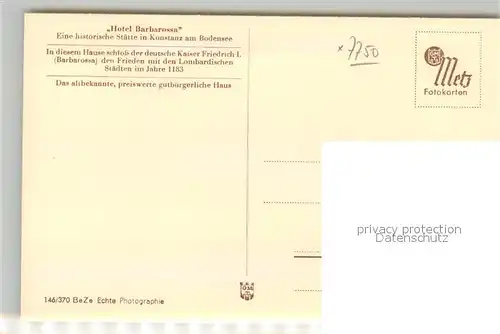 „Hotel Barbarossa"
Eine historische Stätte in Konstanz am Bodensee
In diesem Hause schloß der deutsche Kaiser Friedrich I.
(Barbarossa) den Frieden mit den Lombardischen
Städten im Jahre 1183
Das altbekannte, preiswerte gutbürgerliche Haus
× 7750
Metz
Fotokarten
privacy protection
Datenschutz
146/370 BeZe Echte Photographie